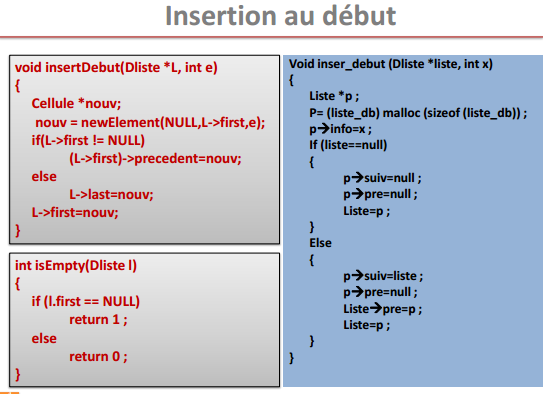 Insertion au début
void insertDebut(Dliste *L, int e)
{
Cellule *nouv;
nouv = newElement(NULL,L->first,e);
if(L->first != NULL)
(L->first)->precedent=nouv;
else
L->last=nouv;
L->first=nouv;
}
int isEmpty(Dliste l)
{
if (l.first == NULL)
return 1 ;
else
return 0 ;
}
Void inser_debut (Dliste *liste, int x)
{
Liste *p ;
P= (liste_db) malloc (sizeof (liste_db)) ;
p→info=x ;
If (liste==null)
{
p→suiv=null ;
p→pre=null ;
Liste=p ;
}
Else
{
p→suiv=liste ;
p→pre=null ;
Liste→pre=p ;
Liste=p ;
}
}